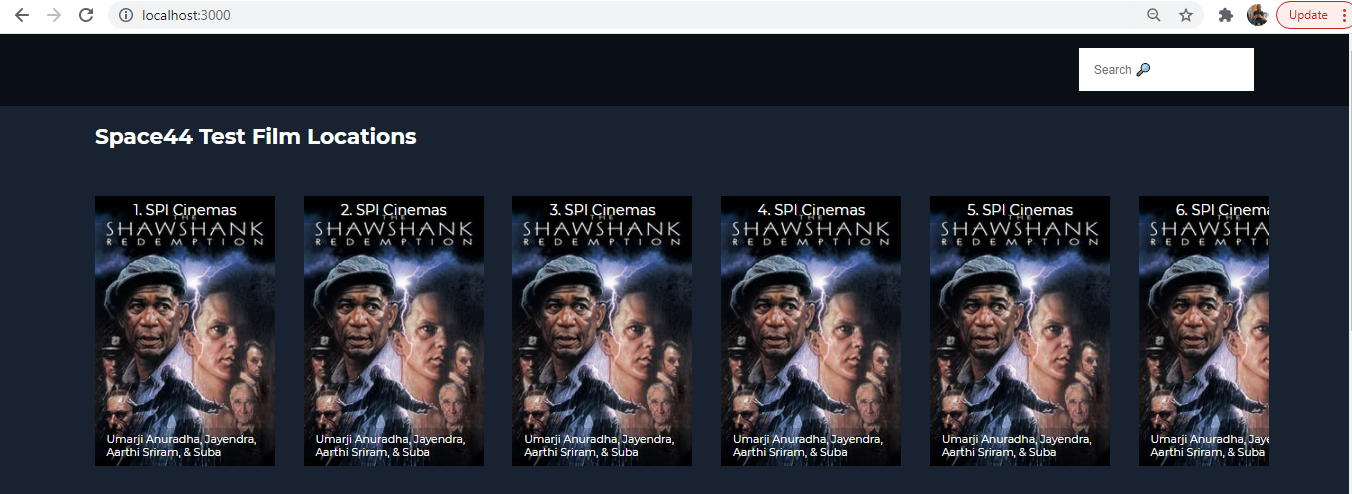 localhost:3000
Update
Search 🔎
Space44 Test Film Locations
1. SPI Cinemas
THE
SHAWSHANK
REDEMPTION
Umarji Anuradha, Jayendra,
Aarthi Sriram, & Suba
2. SPI Cinemas
THE
SHAWSHANK
REDEMPTION
Umarji Anuradha, Jayendra,
Aarthi Sriram, & Suba
3. SPI Cinemas
THE
SHAWSHANK
REDEMPTION
Umarji Anuradha, Jayendra,
Aarthi Sriram, & Suba
4. SPI Cinemas
THE
SHAWSHANK
REDEMPTION
Umarji Anuradha, Jayendra,
Aarthi Sriram, & Suba
5. SPI Cinemas
THE
SHAWSHANK
REDEMPTION
Umarji Anuradha, Jayendra,
Aarthi Sriram, & Suba
6. SPI Cinema
THE
SHAWSHA
REDEMPTI
Umarji Anuradha, Jaye
Aarthi Sriram, & Suba